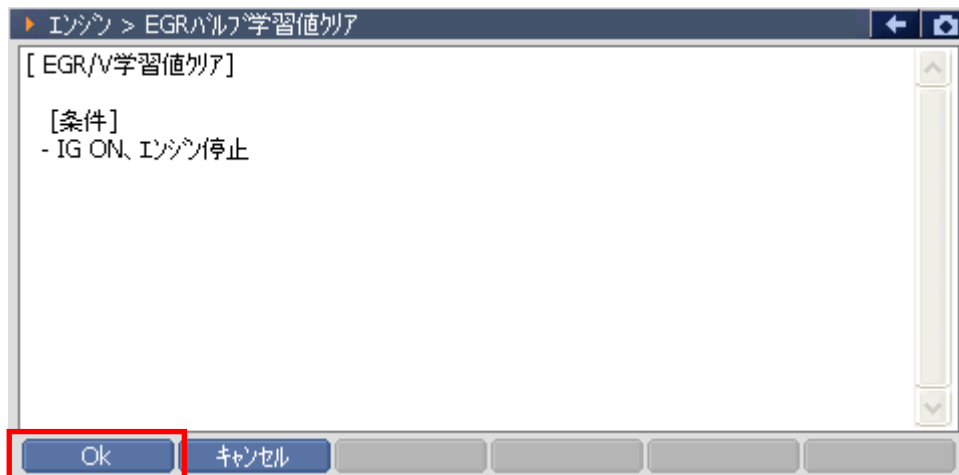 ｴﾝｼﾞﾝ > EGRﾊﾞﾙﾌﾞ学習値ｸﾘｱ
[ EGR/V学習値ｸﾘｱ]
[条件]
- IG ON､ ｴﾝｼﾞﾝ停止
Ok
ｷｬﾝｾﾙ